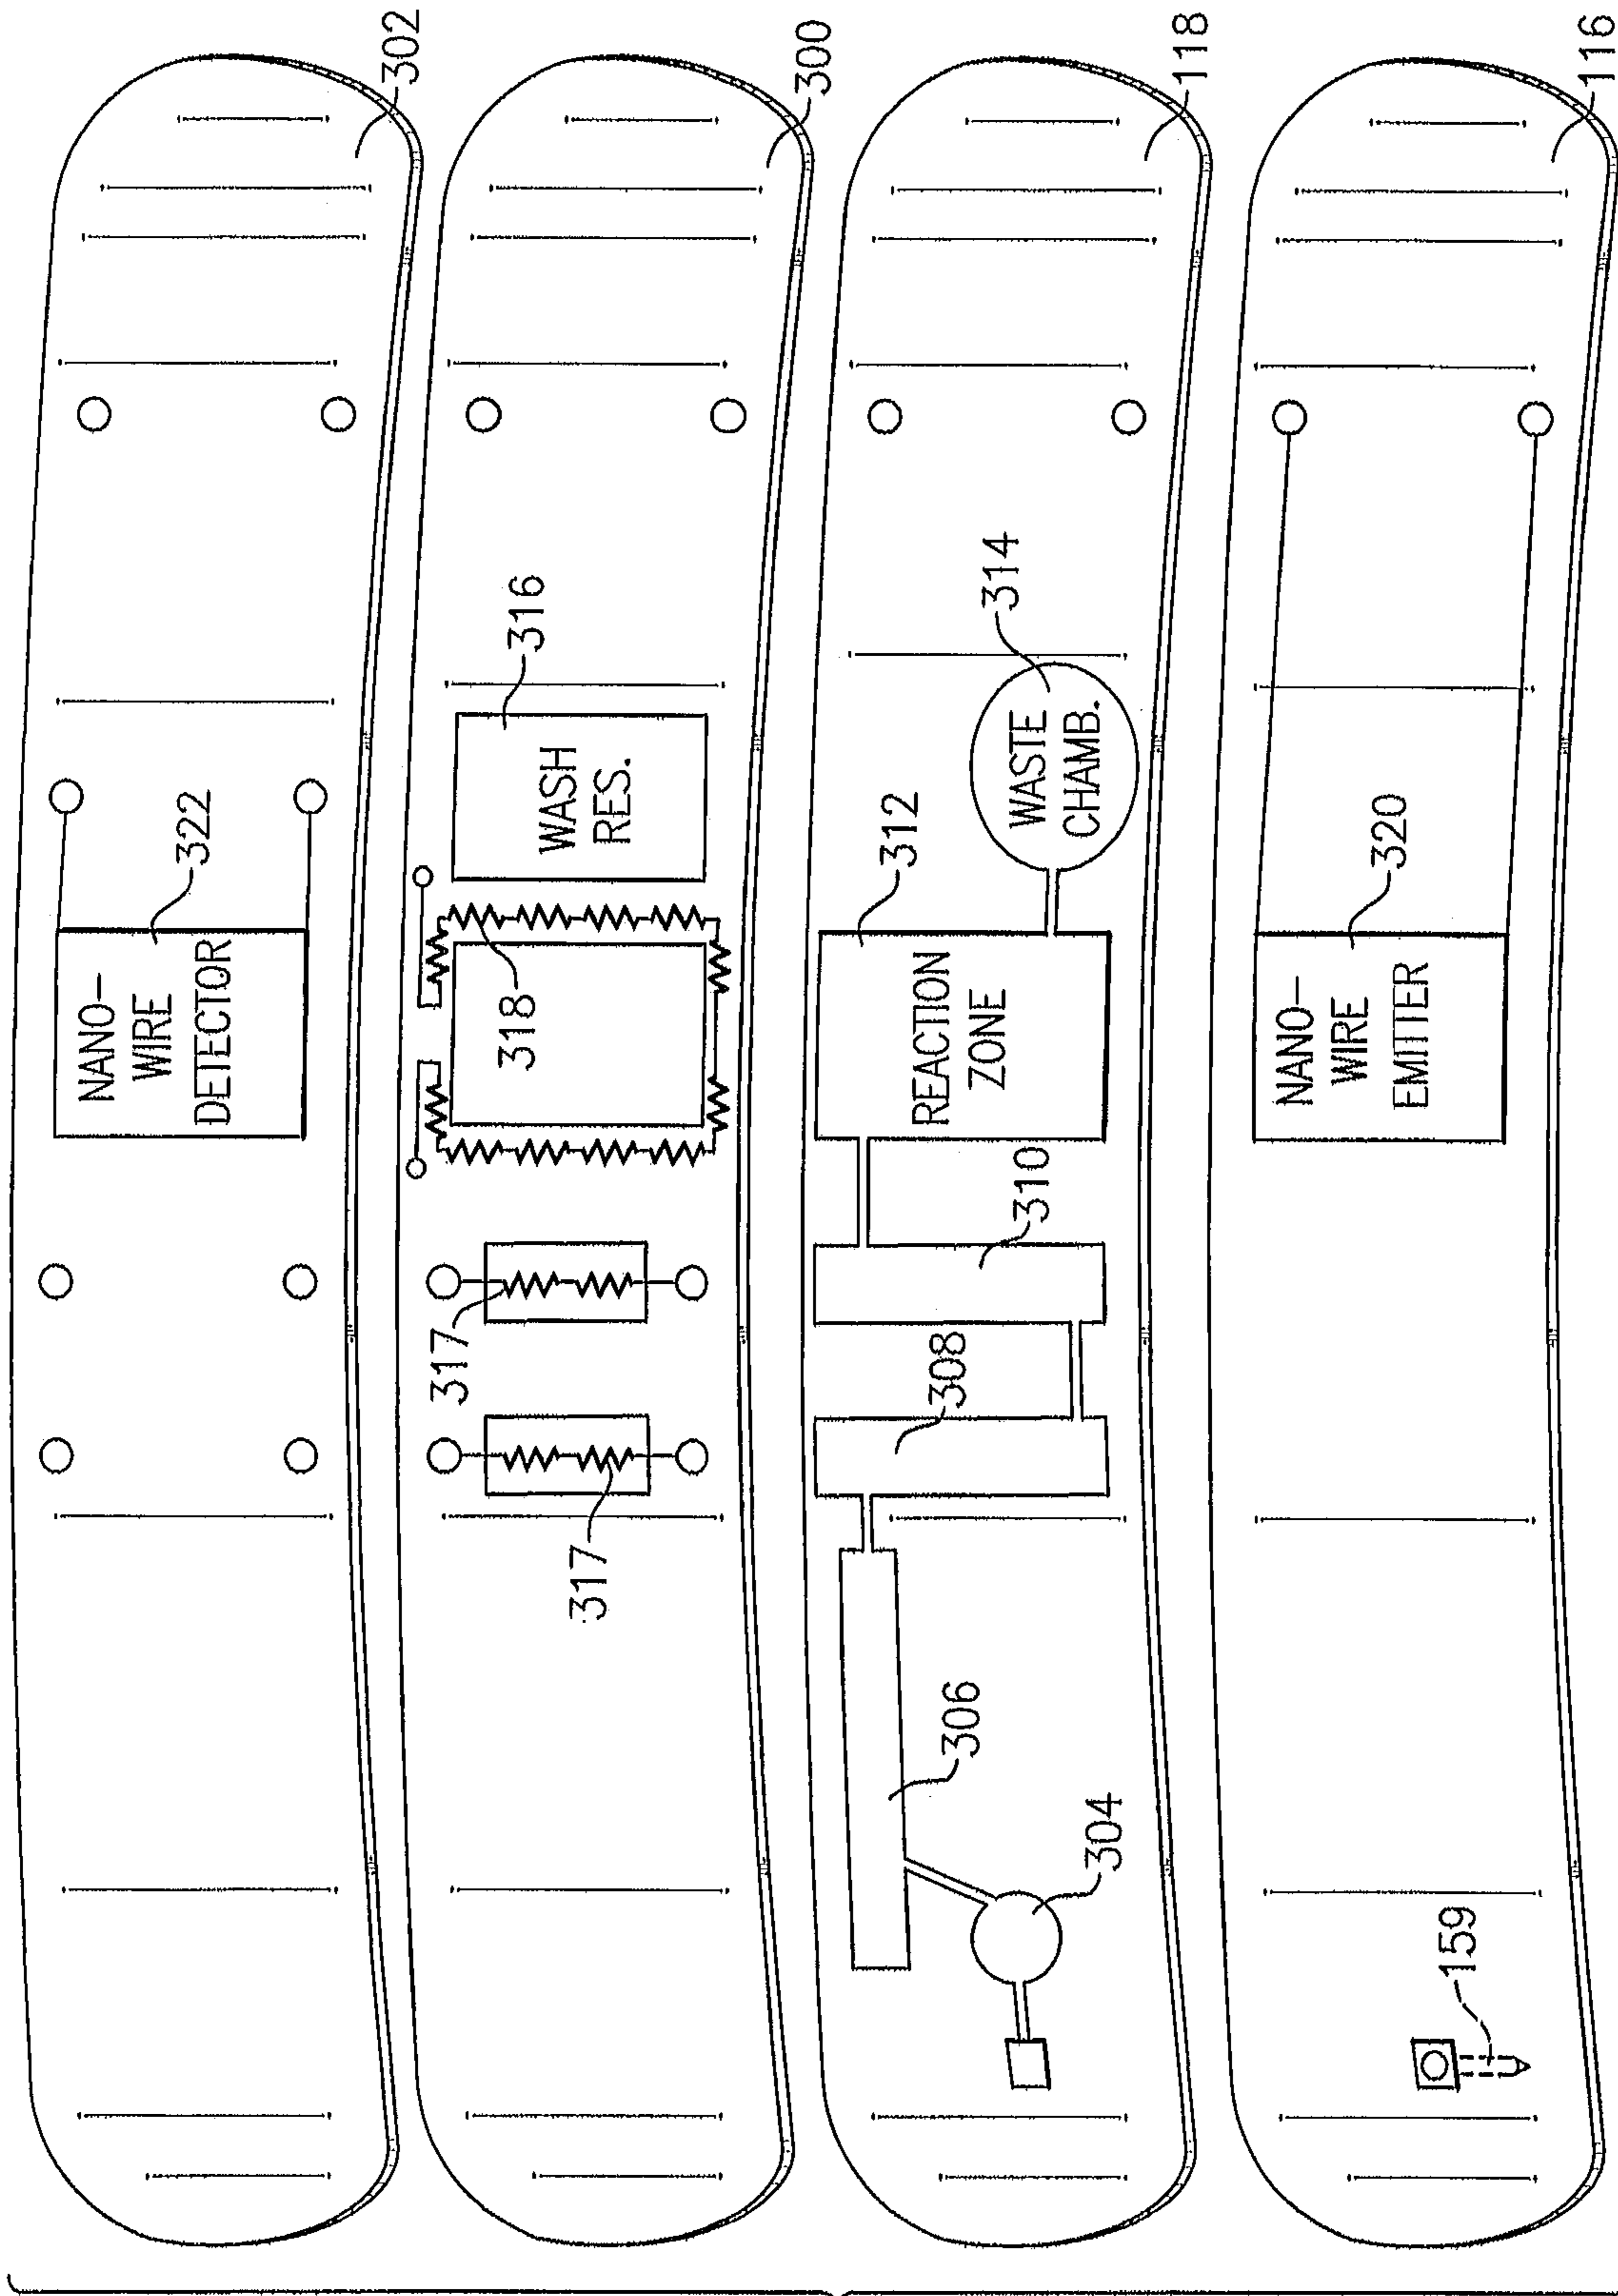 302
NANO-
WIRE
DETECTOR
322
300
WASH
RES.
316
318
317
317
118
WASTE
CHAMB.
314
REACTION
ZONE
312
310
308
306
304
116
NANO-
WIRE
EMITTER
320
159